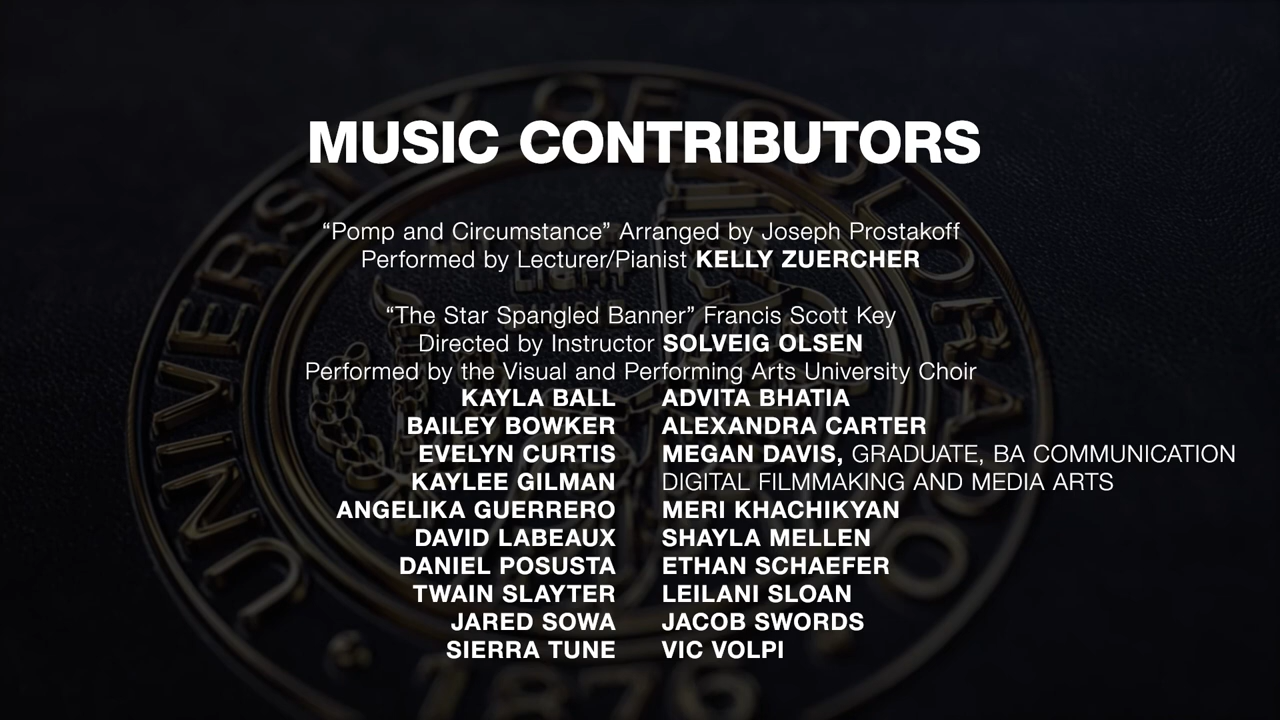 MUSIC CONTRIBUTORS
“Pomp and Circumstance” Arranged by Joseph Prostakoff
Performed by Lecturer/Pianist KELLY ZUERCHER
“The Star Spangled Banner” Francis Scott Key
Directed by Instructor SOLVEIG OLSEN
Performed by the Visual and Performing Arts University Choir
KAYLA BALL ADVITA BHATIA
BAILEY BOWKER ALEXANDRA CARTER
EVELYN CURTIS MEGAN DAVIS, GRADUATE, BA COMMUNICATION
KAYLEE GILMAN DIGITAL FILMMAKING AND MEDIA ARTS
ANGELIKA GUERRERO MERI KHACHIKYAN
DAVID LABEAUX SHAYLA MELLEN
DANIEL POSUSTA ETHAN SCHAEFER
TWAIN SLAYTER LEILANI SLOAN
JARED SOWA JACOB SWORDS
SIERRA TUNE VIC VOLPI
UNIVERSITY OF COLORADO
1876